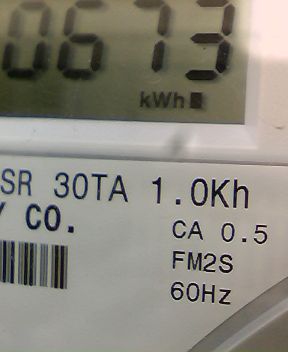 0673
kWh
SR 30TA 1.0Kh
Y CO.
CA 0.5
FM2S
60Hz